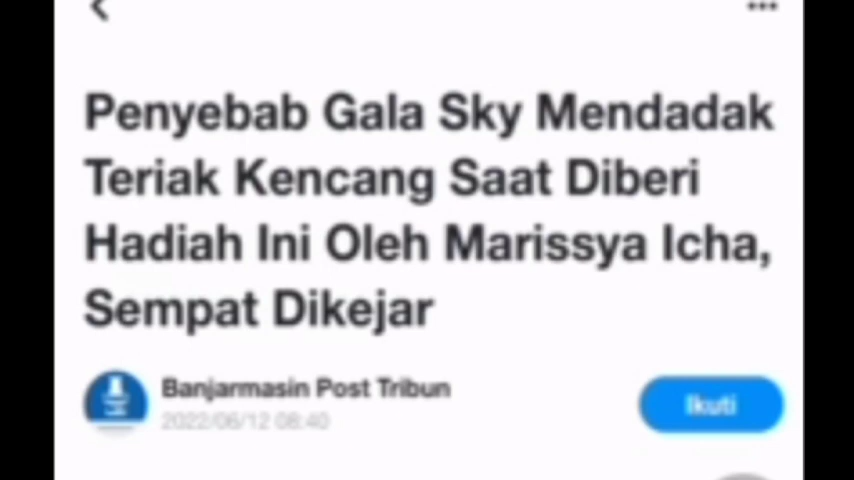 Penyebab Gala Sky Mendadak
Teriak Kencang Saat Diberi
Hadiah Ini Oleh Marissya Icha,
Sempat Dikejar
Banjarmasin Post Tribun
2022/06/12 08:40
Ikuti